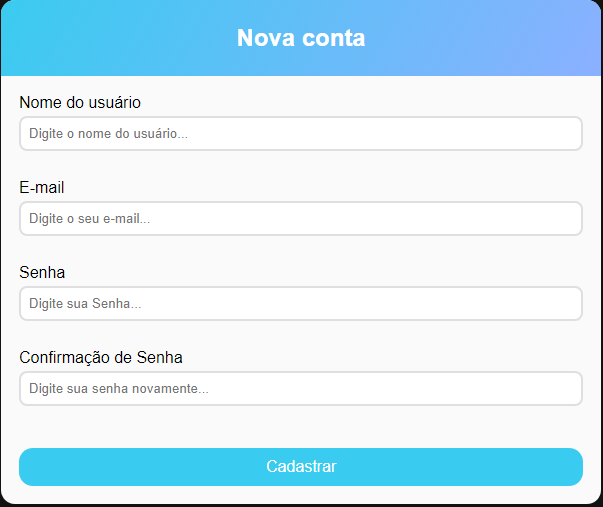 Nova conta
Nome do usuário
Digite o nome do usuário...
E-mail
Digite o seu e-mail...
Senha
Digite sua Senha...
Confirmação de Senha
Digite sua senha novamente...
Cadastrar